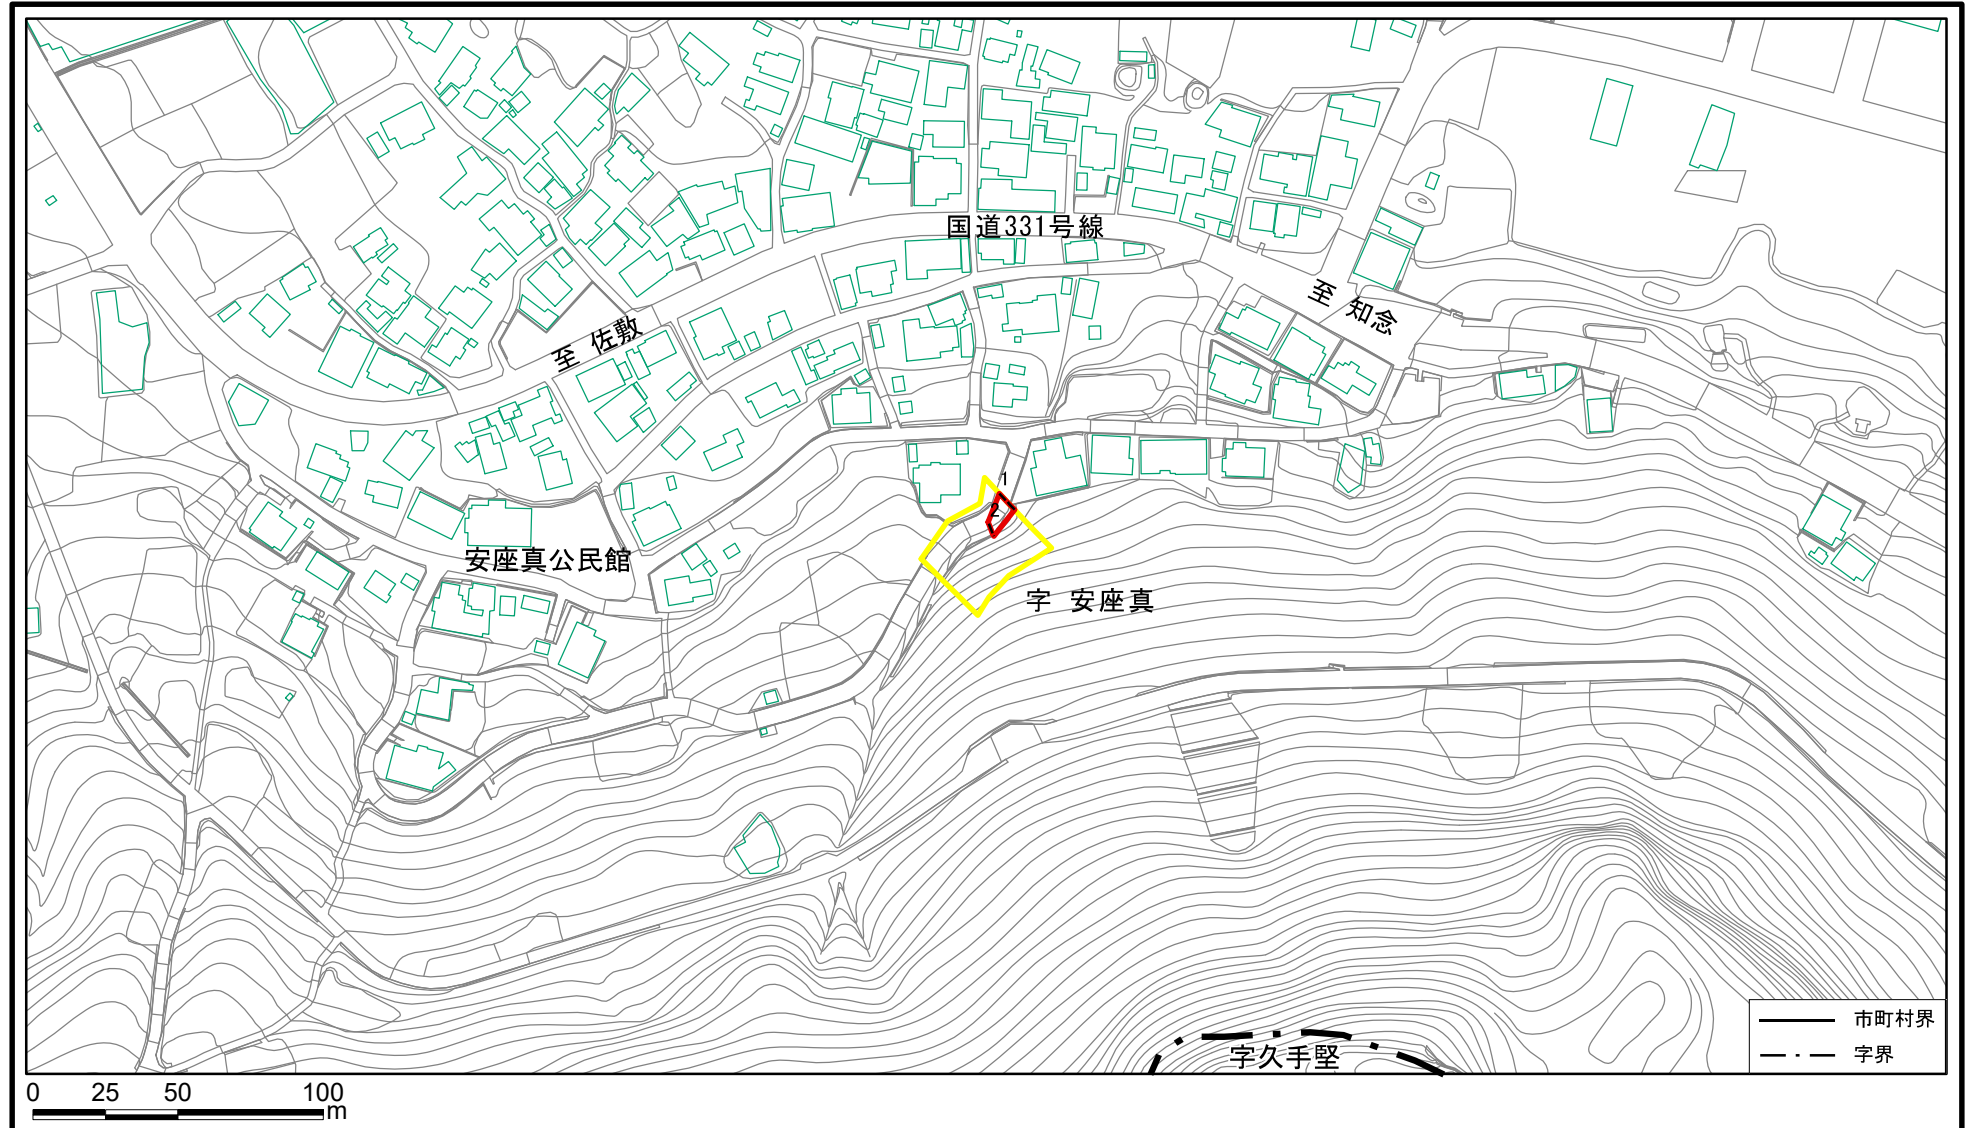 国道331号線
至 知念
至 佐敷
1
2
安座真公民館
字 安座真
市町村界
字久手堅
字界
0 25 50 100
m